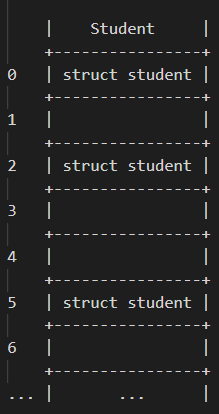 |    Student     |
+----------------+
0 | struct student |
+----------------+
1 |                |
+----------------+
2 | struct student |
+----------------+
3 |                |
+----------------+
4 |                |
+----------------+
5 | struct student |
+----------------+
6 |                |
+----------------+
... |      ...       |